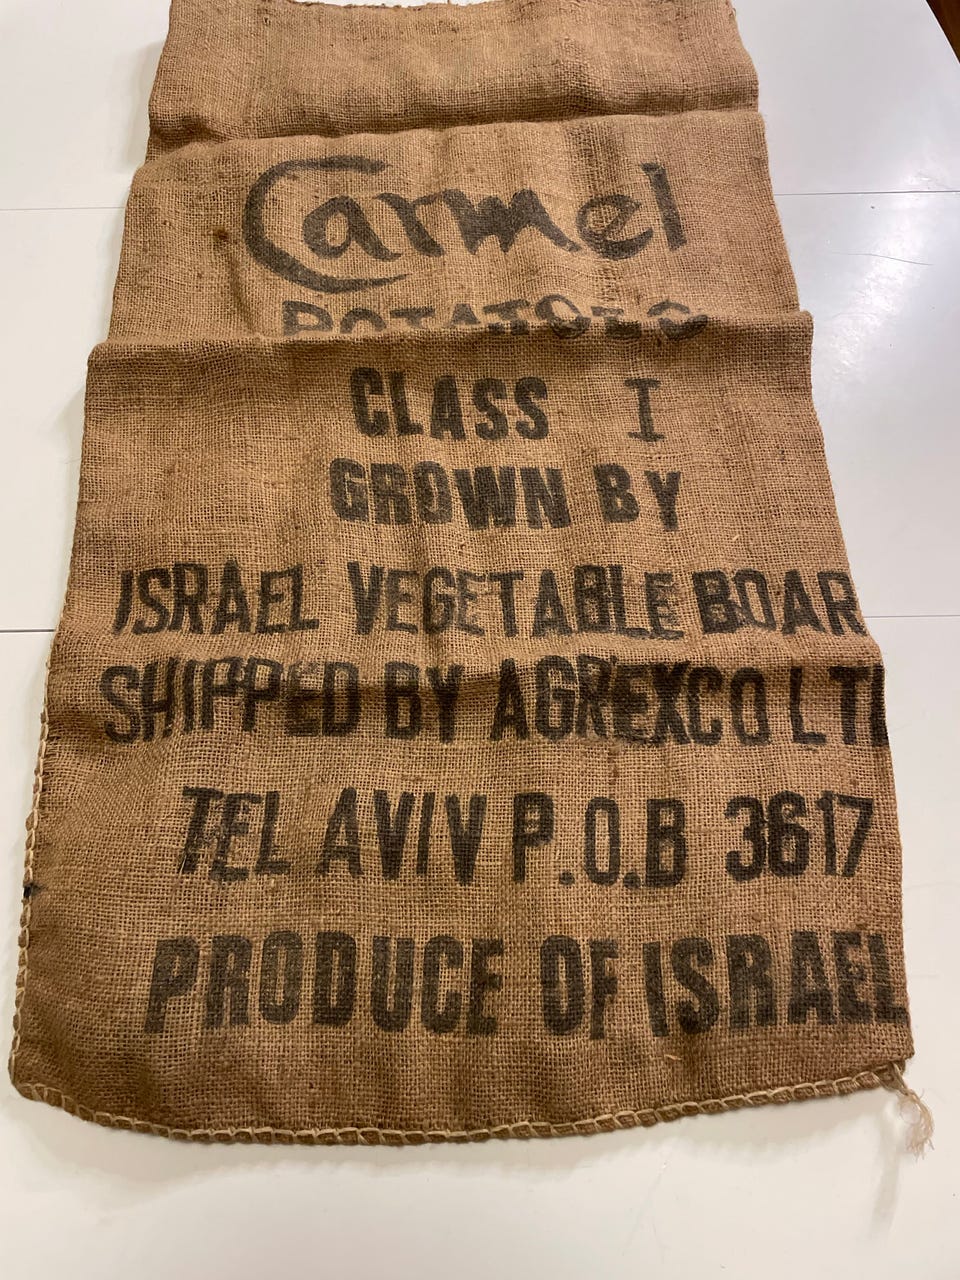 Carmel
POTATOES
CLASS I
GROWN BY
ISRAEL VEGETABLE BOAR
SHIPPED BY AGREXCO LT
TEL AVIV P.O.B 3617
PRODUCE OF ISRAEL